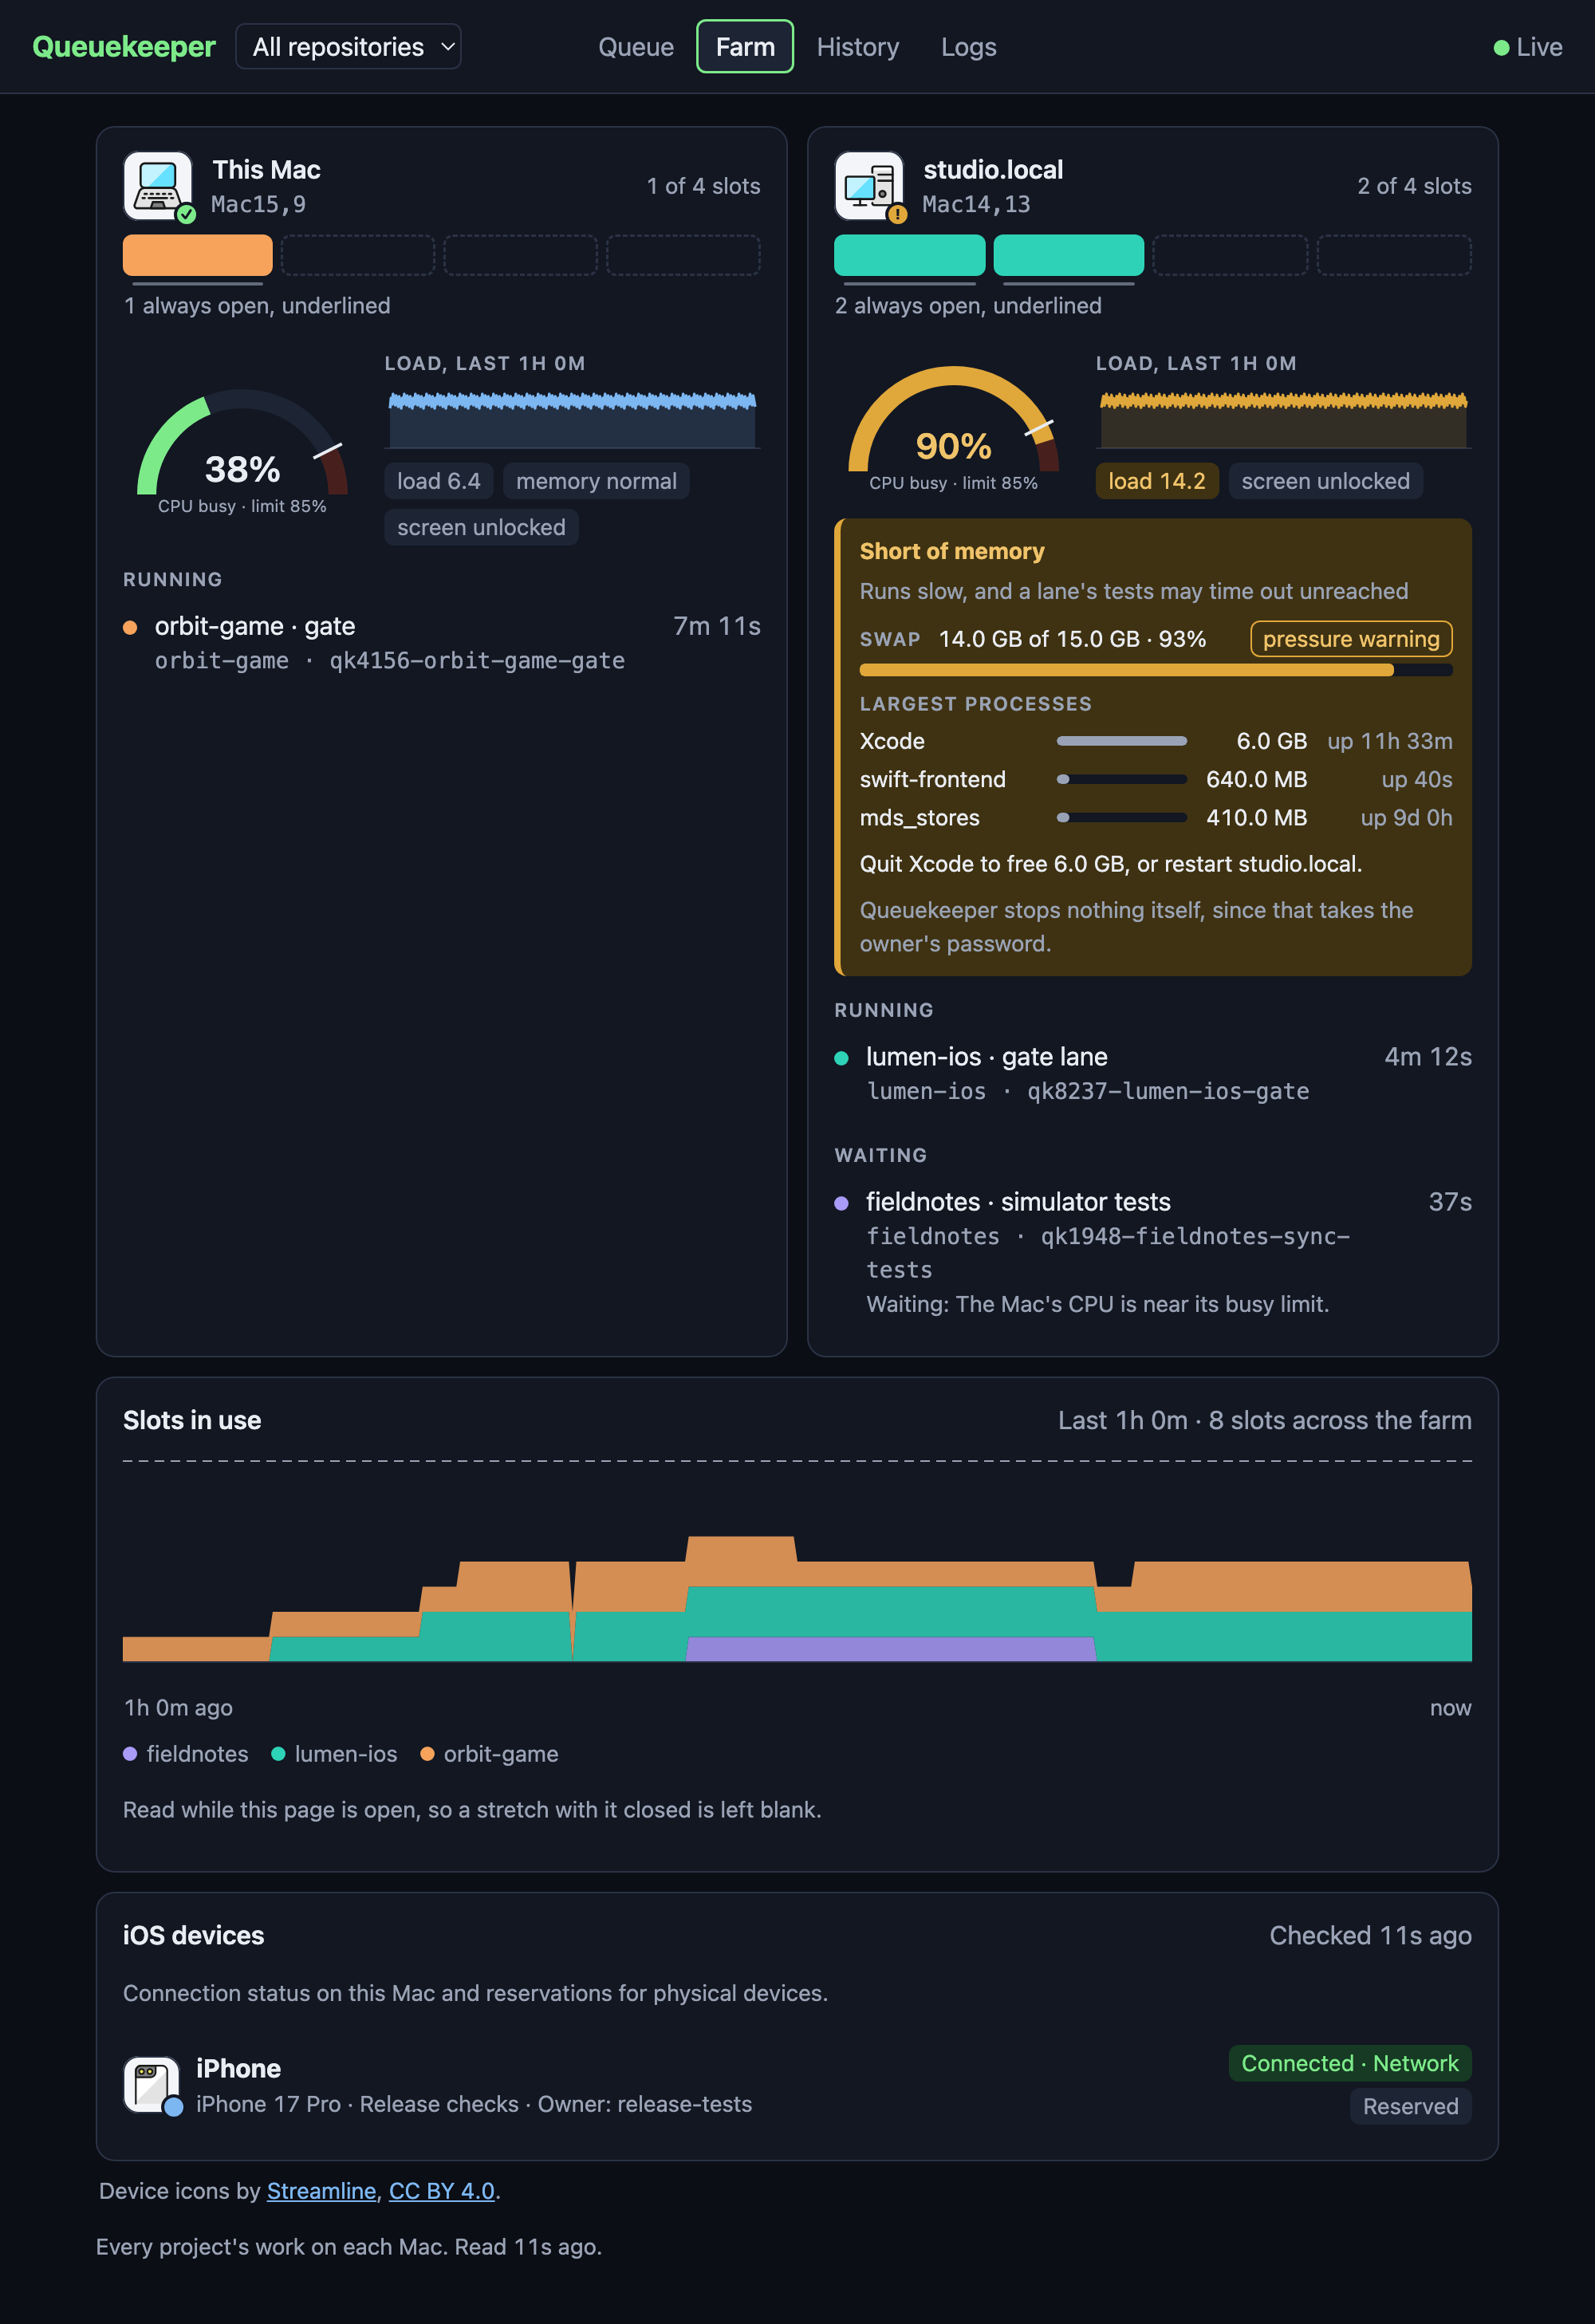 Queuekeeper
All repositories
Queue
Farm
History
Logs
Live
This Mac
Mac15,9
1 of 4 slots
1 always open, underlined
LOAD, LAST 1H 0M
38%
CPU busy · limit 85%
load 6.4
memory normal
screen unlocked
RUNNING
orbit-game · gate
7m 11s
orbit-game · qk4156-orbit-game-gate
studio.local
Mac14,13
2 of 4 slots
2 always open, underlined
LOAD, LAST 1H 0M
90%
CPU busy · limit 85%
load 14.2
screen unlocked
Short of memory
Runs slow, and a lane's tests may time out unreached
SWAP 14.0 GB of 15.0 GB · 93%
pressure warning
LARGEST PROCESSES
Xcode 6.0 GB up 11h 33m
swift-frontend 640.0 MB up 40s
mds_stores 410.0 MB up 9d 0h
Quit Xcode to free 6.0 GB, or restart studio.local.
Queuekeeper stops nothing itself, since that takes the
owner's password.
RUNNING
lumen-ios · gate lane
4m 12s
lumen-ios · qk8237-lumen-ios-gate
WAITING
fieldnotes · simulator tests
37s
fieldnotes · qk1948-fieldnotes-sync-
tests
Waiting: The Mac's CPU is near its busy limit.
Slots in use
Last 1h 0m · 8 slots across the farm
1h 0m ago
now
fieldnotes
lumen-ios
orbit-game
Read while this page is open, so a stretch with it closed is left blank.
iOS devices
Checked 11s ago
Connection status on this Mac and reservations for physical devices.
iPhone
iPhone 17 Pro · Release checks · Owner: release-tests
Connected · Network
Reserved
Device icons by Streamline, CC BY 4.0.
Every project's work on each Mac. Read 11s ago.